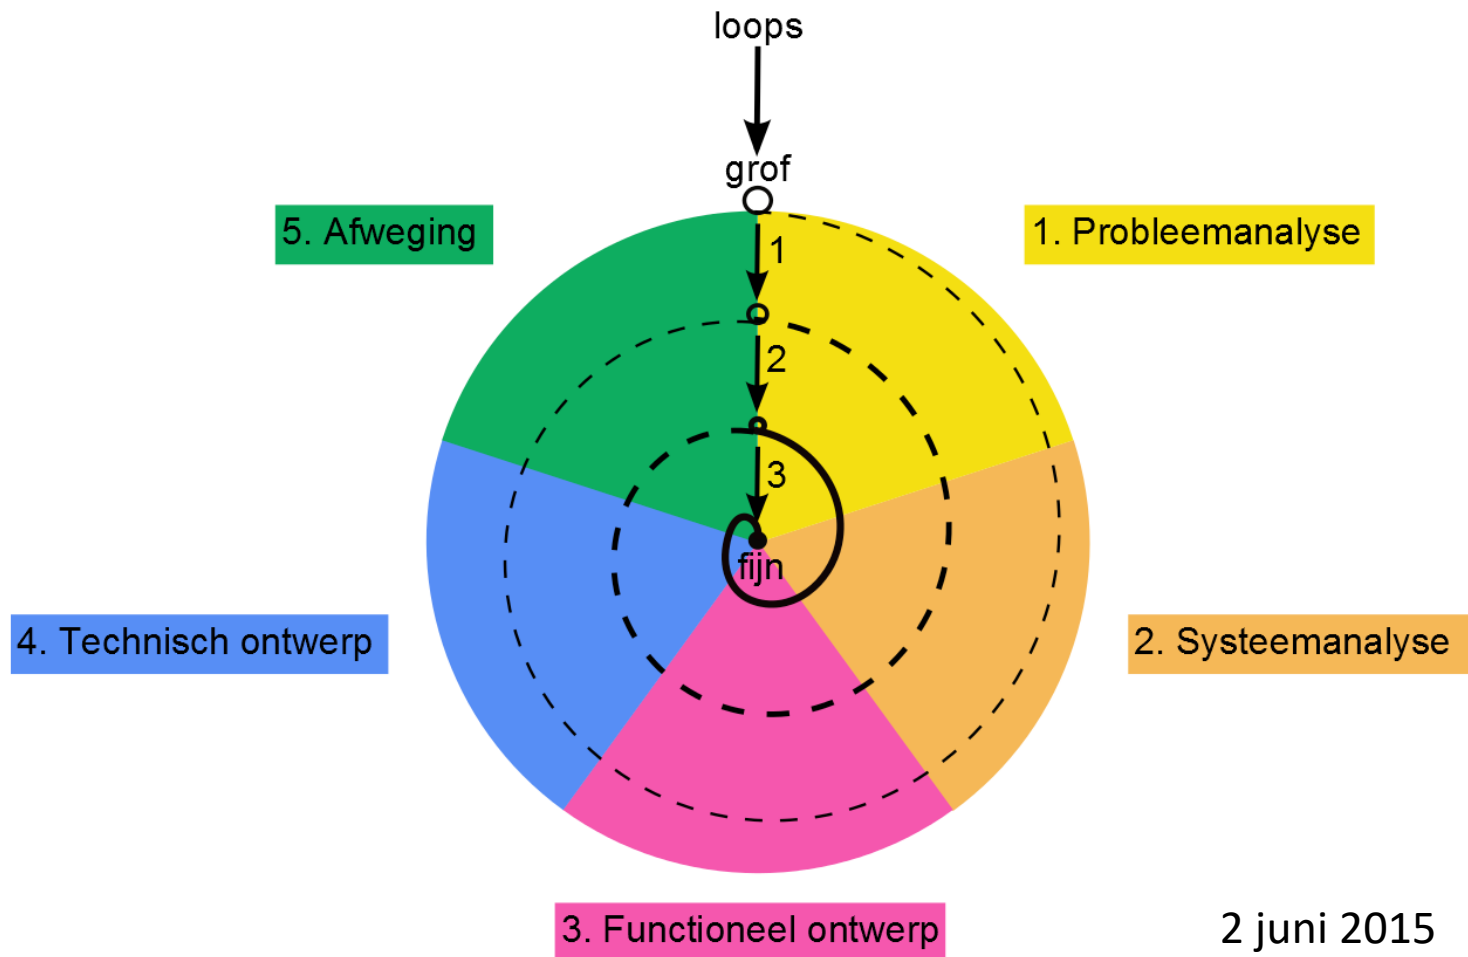 loops
grof
5. Afweging
1. Probleemanalyse
1
2
3
fijn
4. Technisch ontwerp
2. Systeemanalyse
3. Functioneel ontwerp
2 juni 2015